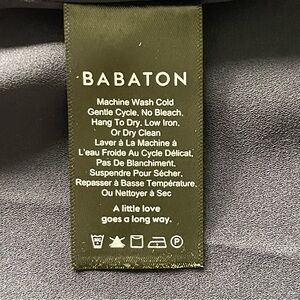 BABATON
Machine Wash Cold
Gentle Cycle, No Bleach,
Hang To Dry, Low Iron,
Or Dry Clean
Laver à La Machine à
L'eau Froide Au Cycle Délicat,
Pas De Blanchiment,
Suspendre Pour Sécher,
Repasser à Basse Température,
Ou Nettoyer à Sec
A little love
goes a long way.
P